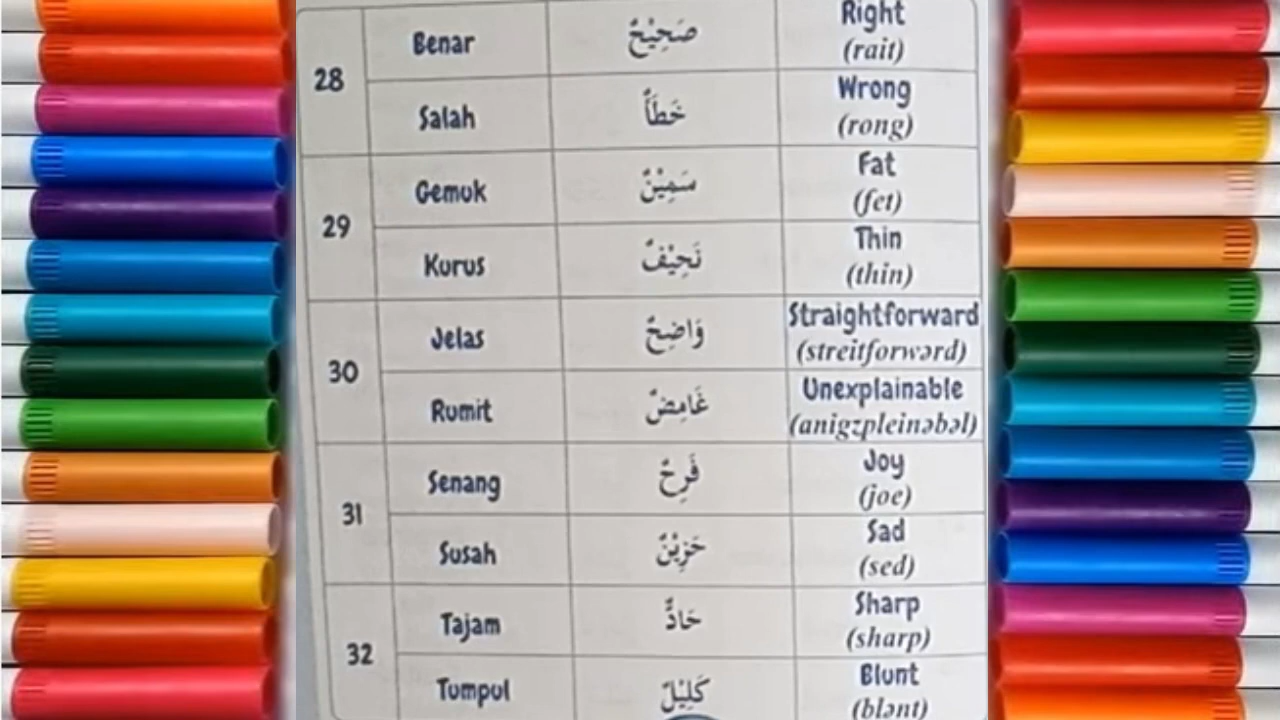 28
Benar
صَحِيْحٌ
Right
(rait)
Salah
خَطَأٌ
Wrong
(rong)
29
Gemuk
سَمِيْنٌ
Fat
(fet)
Kurus
نَحِيْفٌ
Thin
(thin)
30
Jelas
وَاضِحٌ
Straightforward
(streitforwərd)
Rumit
غَامِضٌ
Unexplainable
(anigzpleinəbəl)
31
Senang
فَرِحٌ
Joy
(joe)
Susah
حَزِيْنٌ
Sad
(sed)
32
Tajam
حَادٌّ
Sharp
(sharp)
Tumpul
كَلِيْلٌ
Blunt
(blənt)